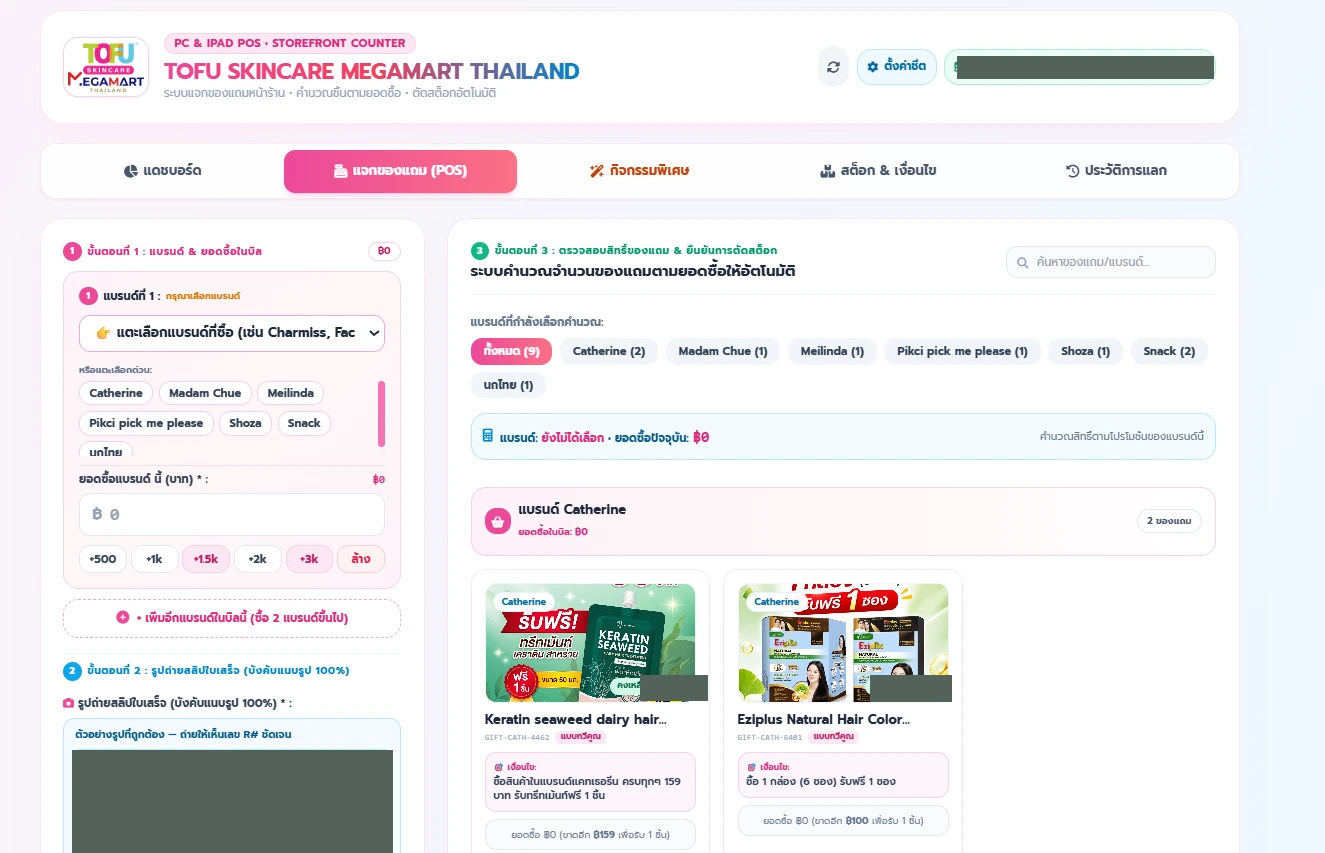 TOFU
SKINCARE
MEGAMART
THAILAND
PC & IPAD POS • STOREFRONT COUNTER
TOFU SKINCARE MEGAMART THAILAND
ระบบแจกของแถมหน้าร้าน • คำนวณชิ้นตามยอดซื้อ • ตัดสต็อกอัตโนมัติ
ตั้งค่าชีต
แดชบอร์ด
แจกของแถม (POS)
กิจกรรมพิเศษ
สต็อก & เงื่อนไข
ประวัติการแลก
1 ขั้นตอนที่ 1 : แบรนด์ & ยอดซื้อในบิล
฿0
1 แบรนด์ที่ 1 : กรุณาเลือกแบรนด์
👉 แตะเลือกแบรนด์ที่ซื้อ (เช่น Charmiss, Fac
หรือแตะเลือกด่วน:
Catherine
Madam Chue
Meilinda
Pikci pick me please
Shoza
Snack
นกไทย
ยอดซื้อแบรนด์ นี้ (บาท) * :
฿0
฿ 0
+500
+1k
+1.5k
+2k
+3k
ล้าง
+ เพิ่มอีกแบรนด์ในบิลนี้ (ซื้อ 2 แบรนด์ขึ้นไป)
2 ขั้นตอนที่ 2 : รูปถ่ายสลิปใบเสร็จ (บังคับแนบรูป 100%)
รูปถ่ายสลิปใบเสร็จ (บังคับแนบรูป 100%) * :
ตัวอย่างรูปที่ถูกต้อง — ถ่ายให้เห็นเลข R# ชัดเจน
3 ขั้นตอนที่ 3 : ตรวจสอบสิทธิ์ของแถม & ยืนยันการตัดสต็อก
ระบบคำนวณจำนวนของแถมตามยอดซื้อให้อัตโนมัติ
ค้นหาของแถม/แบรนด์...
แบรนด์ที่กำลังเลือกคำนวณ:
ทั้งหมด (9)
Catherine (2)
Madam Chue (1)
Meilinda (1)
Pikci pick me please (1)
Shoza (1)
Snack (2)
นกไทย (1)
แบรนด์: ยังไม่ได้เลือก • ยอดซื้อปัจจุบัน: ฿0
คำนวณสิทธิ์ตามโปรโมชันของแบรนด์นี้
แบรนด์ Catherine
ยอดซื้อในบิล: ฿0
2 ของแถม
Catherine
รับฟรี!
ทรีทเม้นท์
เคราติน สาหร่าย
ฟรี
1 ชิ้น
ขนาด 50 มก.
KERATIN
SEAWEED
Keratin seaweed dairy hair...
GIFT-CATH-4462 แบบทวีคูณ
เงื่อนไข:
ซื้อสินค้าในแบรนด์แคทเธอรีน ครบทุกๆ 159
บาท รับทรีทเม้นท์ฟรี 1 ชิ้น
ยอดซื้อ ฿0 (ขาดอีก ฿159 เพื่อรับ 1 ชิ้น)
Catherine
รับฟรี 1 ซอง
Eziplus
NATURAL
Eziplus Natural Hair Color...
GIFT-CATH-6401 แบบทวีคูณ
เงื่อนไข:
ซื้อ 1 กล่อง (6 ซอง) รับฟรี 1 ซอง
ยอดซื้อ ฿0 (ขาดอีก ฿100 เพื่อรับ 1 ชิ้น)